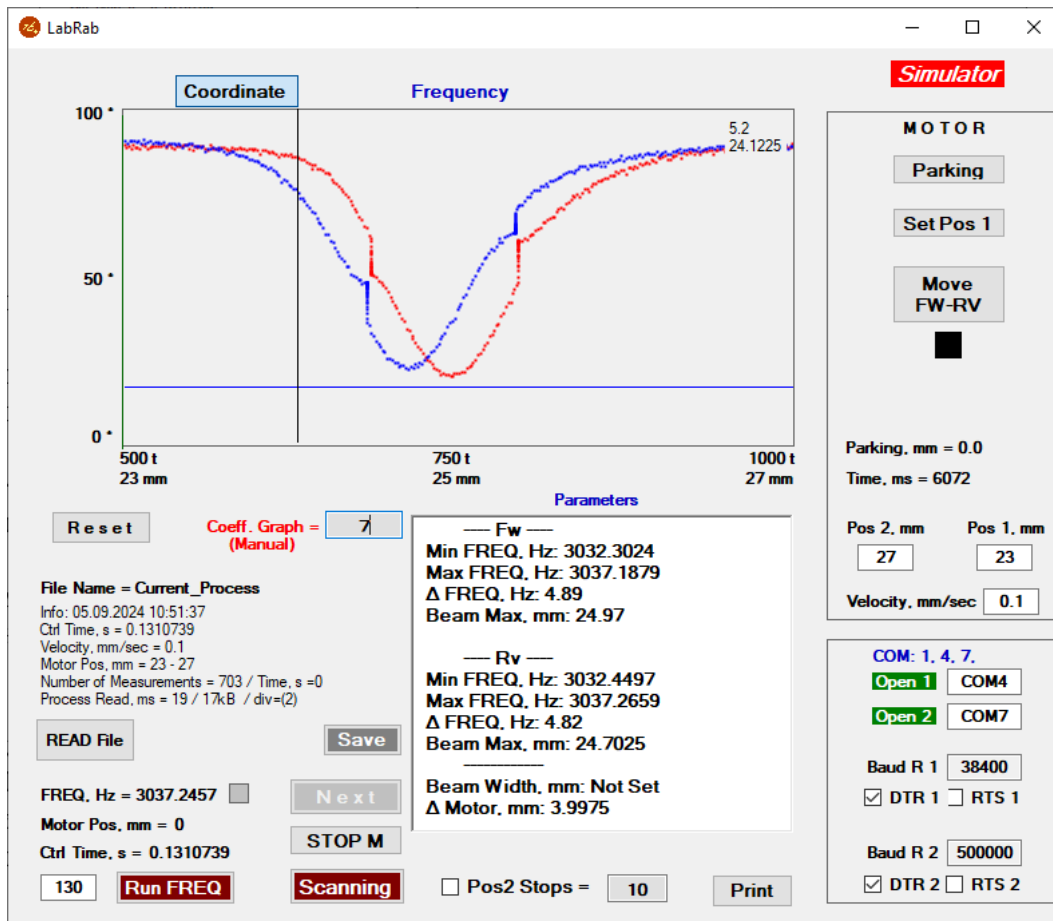 LabRab
Simulator
Coordinate
Frequency
100 *
50 *
0 *
5.2
24.1225
500 t
23 mm
750 t
25 mm
1000 t
27 mm
MOTOR
Parking
Set Pos 1
Move
FW-RV
Parking, mm = 0.0
Time, ms = 6072
Pos 2, mm
Pos 1, mm
27
23
Velocity, mm/sec
0.1
Reset
Coeff. Graph =
(Manual)
7
Parameters
---- Fw ----
Min FREQ, Hz: 3032.3024
Max FREQ, Hz: 3037.1879
Δ FREQ, Hz: 4.89
Beam Max, mm: 24.97
---- Rv ----
Min FREQ, Hz: 3032.4497
Max FREQ, Hz: 3037.2659
Δ FREQ, Hz: 4.82
Beam Max, mm: 24.7025
------------
Beam Width, mm: Not Set
Δ Motor, mm: 3.9975
File Name = Current_Process
Info: 05.09.2024 10:51:37
Ctrl Time, s = 0.1310739
Velocity, mm/sec = 0.1
Motor Pos, mm = 23 - 27
Number of Measurements = 703 / Time, s =0
Process Read, ms = 19 / 17kB / div=(2)
READ File
Save
FREQ, Hz = 3037.2457
Next
Motor Pos, mm = 0
STOP M
Ctrl Time, s = 0.1310739
130
Run FREQ
Scanning
Pos2 Stops =
10
Print
COM: 1, 4, 7,
Open 1
COM4
Open 2
COM7
Baud R 1
38400
DTR 1
RTS 1
Baud R 2
500000
DTR 2
RTS 2